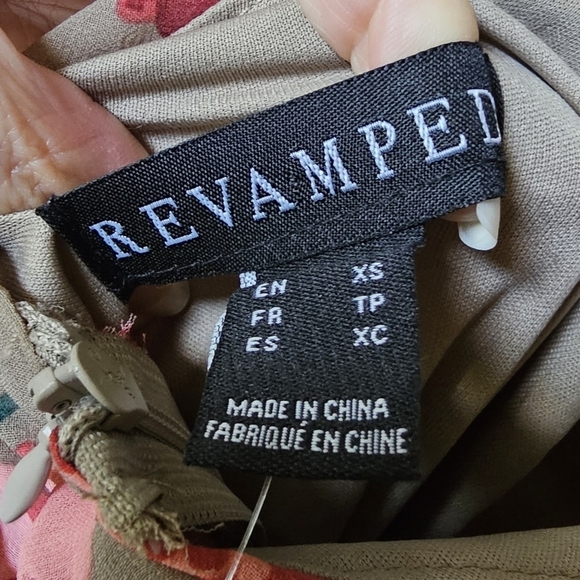 REVAMPED
EN XS
FR TP
ES XC
MADE IN CHINA
FABRIQUÉ EN CHINE